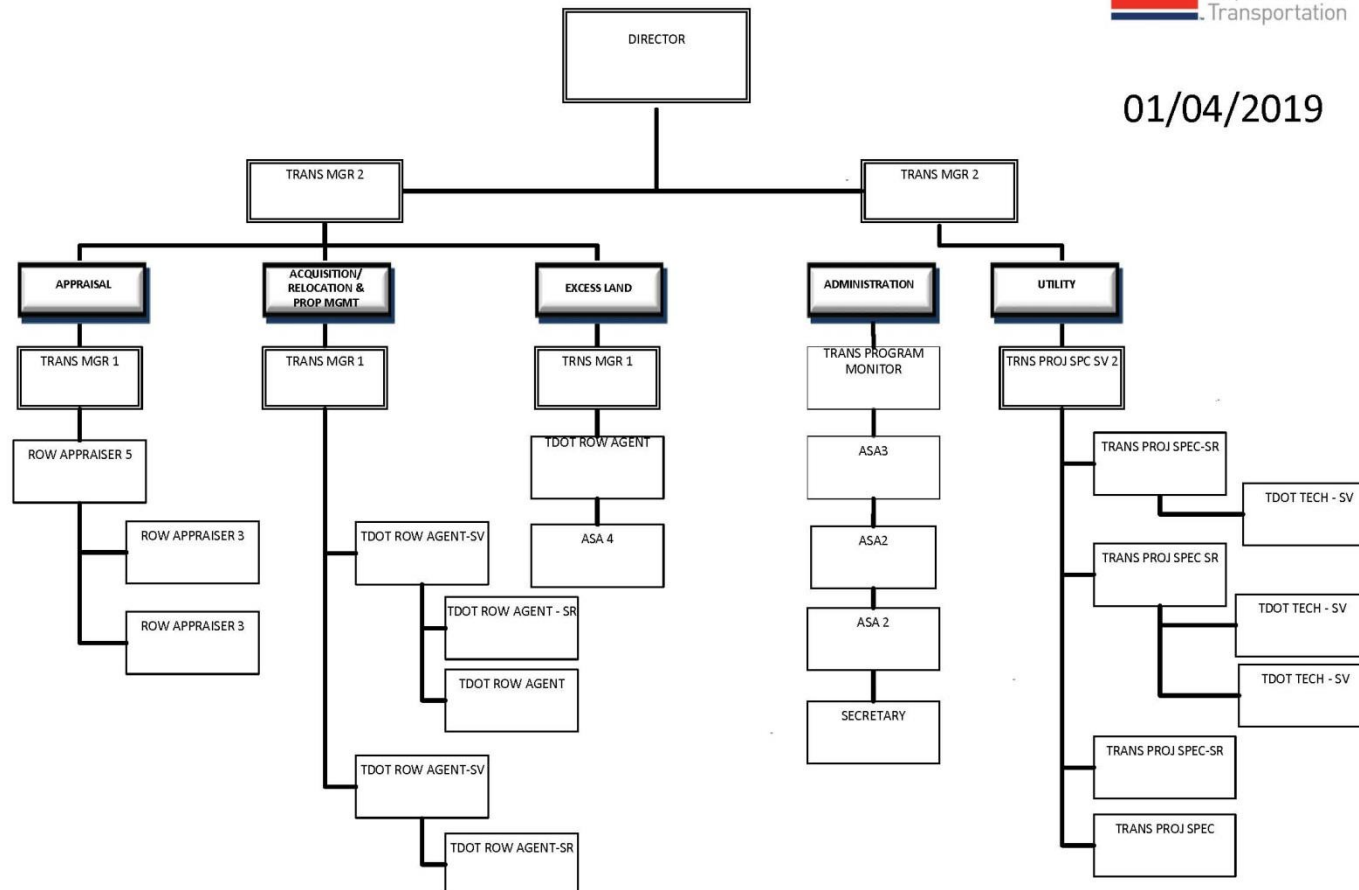 Transportation
DIRECTOR
01/04/2019
TRANS MGR 2
TRANS MGR 2
APPRAISAL
ACQUISITION/
RELOCATION &
PROP MGMT
EXCESS LAND
ADMINISTRATION
UTILITY
TRANS MGR 1
TRANS MGR 1
TRNS MGR 1
TRANS PROGRAM
MONITOR
TRNS PROJ SPC SV 2
ROW APPRAISER 5
TDOT ROW AGENT
ASA3
TRANS PROJ SPEC-SR
TDOT TECH - SV
ROW APPRAISER 3
TDOT ROW AGENT-SV
ASA 4
ASA2
TRANS PROJ SPEC SR
TDOT TECH - SV
ROW APPRAISER 3
TDOT ROW AGENT - SR
ASA 2
TDOT ROW AGENT
TDOT TECH - SV
SECRETARY
TDOT ROW AGENT-SV
TRANS PROJ SPEC-SR
TDOT ROW AGENT-SR
TRANS PROJ SPEC